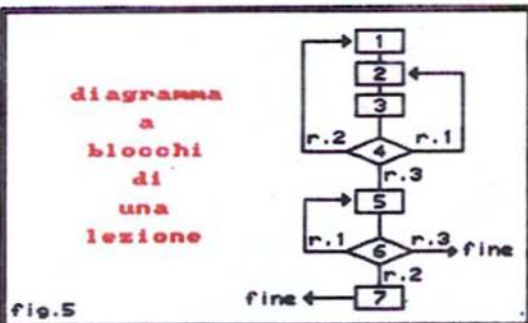 diagramma
a
blocchi
di
una
lezione
1
2
3
r.2
4
r.1
r.3
5
r.1
6
r.3
fine
r.2
fine
7
fig.5